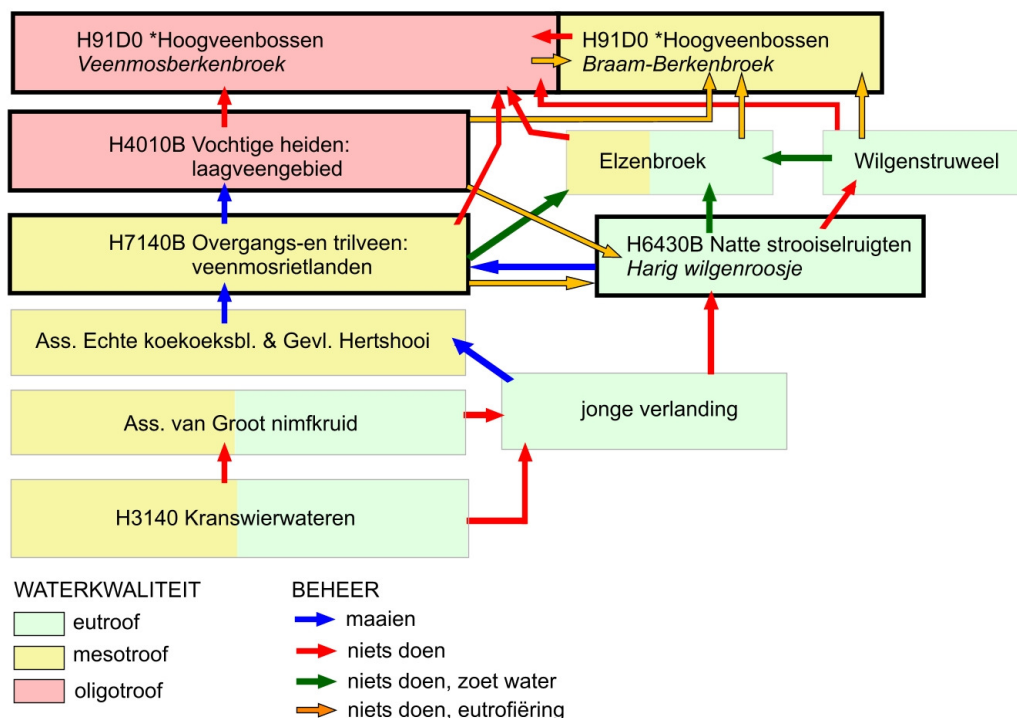 H91D0 *Hoogveenbossen
Veenmosberkenbroek
H91D0 *Hoogveenbossen
Braam-Berkenbroek
H4010B Vochtige heiden:
laagveengebied
Elzenbroek
Wilgenstruweel
H7140B Overgangs-en trilveen:
veenmosrietlanden
H6430B Natte strooiselruigten
Harig wilgenroosje
Ass. Echte koekoeksbl. & Gevl. Hertshooi
jonge verlanding
Ass. van Groot nimfkruid
H3140 Kranswierwateren
WATERKWALITEIT
eutroof
mesotroof
oligotroof
BEHEER
maaien
niets doen
niets doen, zoet water
niets doen, eutrofiëring